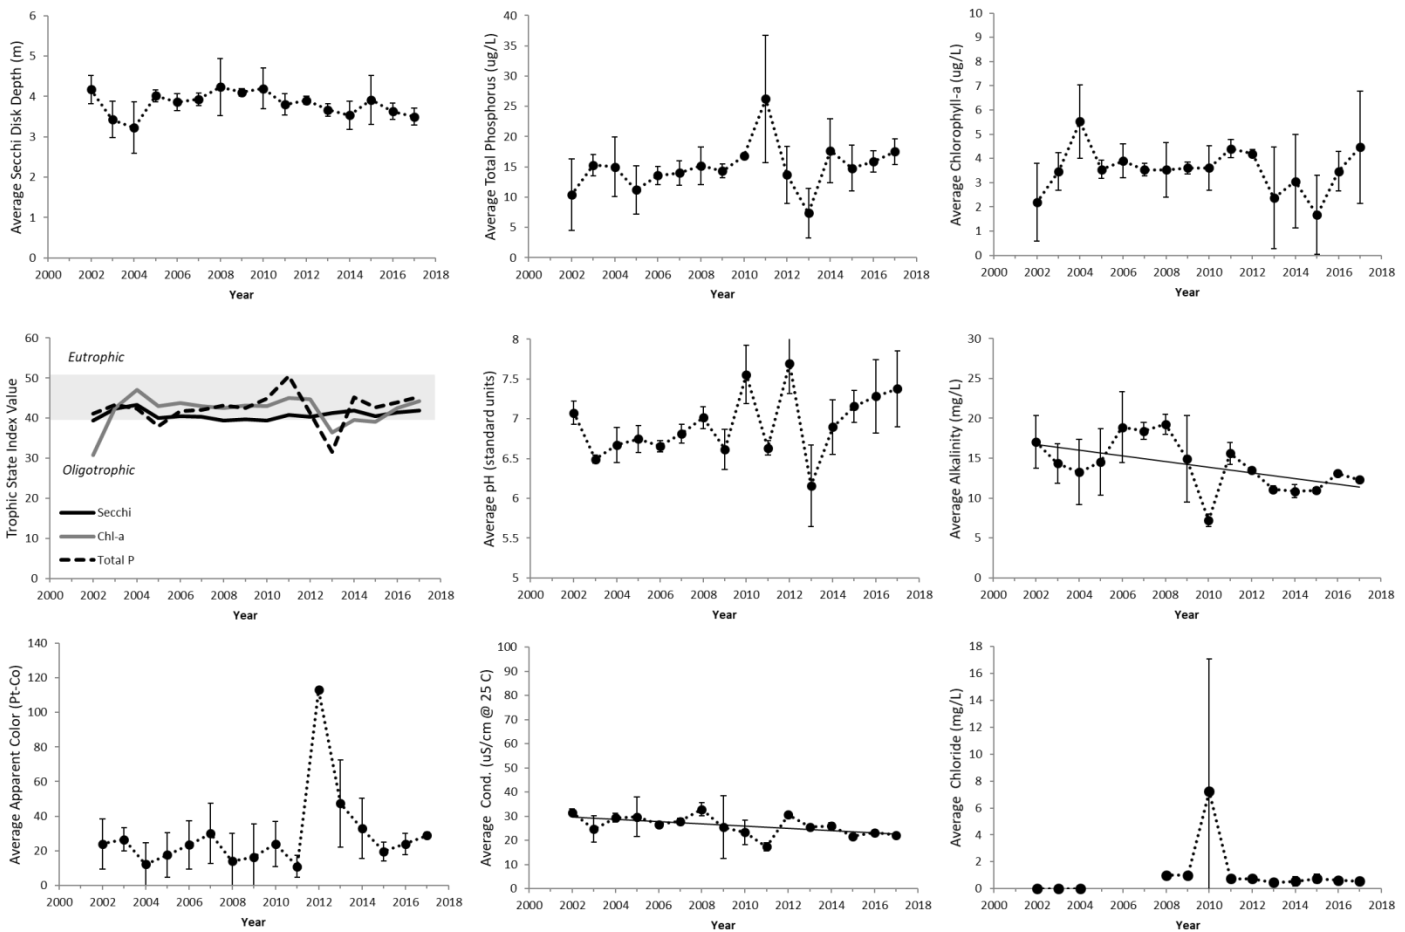 Average Secchi Disk Depth (m)
6
5
4
3
2
1
0
2000 2002 2004 2006 2008 2010 2012 2014 2016 2018
Year
Average Total Phosphorus (ug/L)
40
35
30
25
20
15
10
5
0
2000 2002 2004 2006 2008 2010 2012 2014 2016 2018
Year
Average Chlorophyll-a (ug/L)
10
9
8
7
6
5
4
3
2
1
0
2000 2002 2004 2006 2008 2010 2012 2014 2016 2018
Year
Trophic State Index Value
60
50
40
30
20
10
0
Eutrophic
Oligotrophic
Secchi
Chl-a
Total P
2000 2002 2004 2006 2008 2010 2012 2014 2016 2018
Year
Average pH (standard units)
8
7.5
7
6.5
6
5.5
5
2000 2002 2004 2006 2008 2010 2012 2014 2016 2018
Year
Average Alkalinity (mg/L)
30
25
20
15
10
5
0
2000 2002 2004 2006 2008 2010 2012 2014 2016 2018
Year
Average Apparent Color (Pt-Co)
140
120
100
80
60
40
20
0
2000 2002 2004 2006 2008 2010 2012 2014 2016 2018
Year
Average Cond. (uS/cm @ 25 C)
100
90
80
70
60
50
40
30
20
10
0
2000 2002 2004 2006 2008 2010 2012 2014 2016 2018
Year
Average Chloride (mg/L)
18
16
14
12
10
8
6
4
2
0
2000 2002 2004 2006 2008 2010 2012 2014 2016 2018
Year